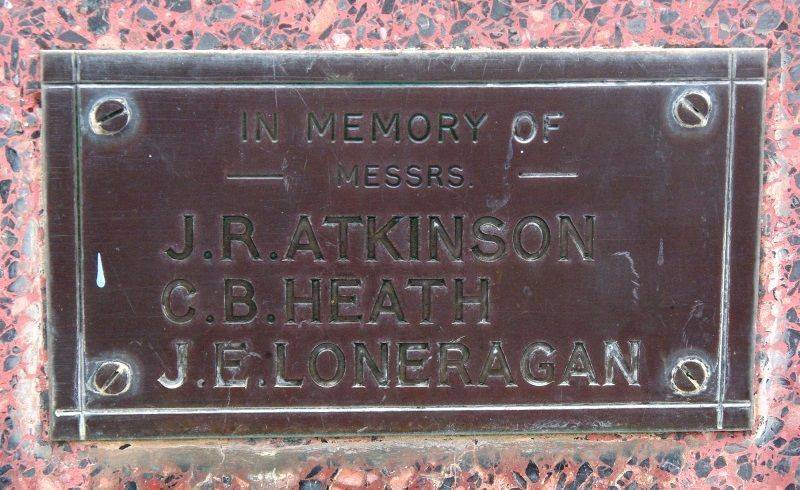 IN MEMORY OF
MESSRS.
J.R. ATKINSON
C.B. HEATH
J.E. LONERAGAN